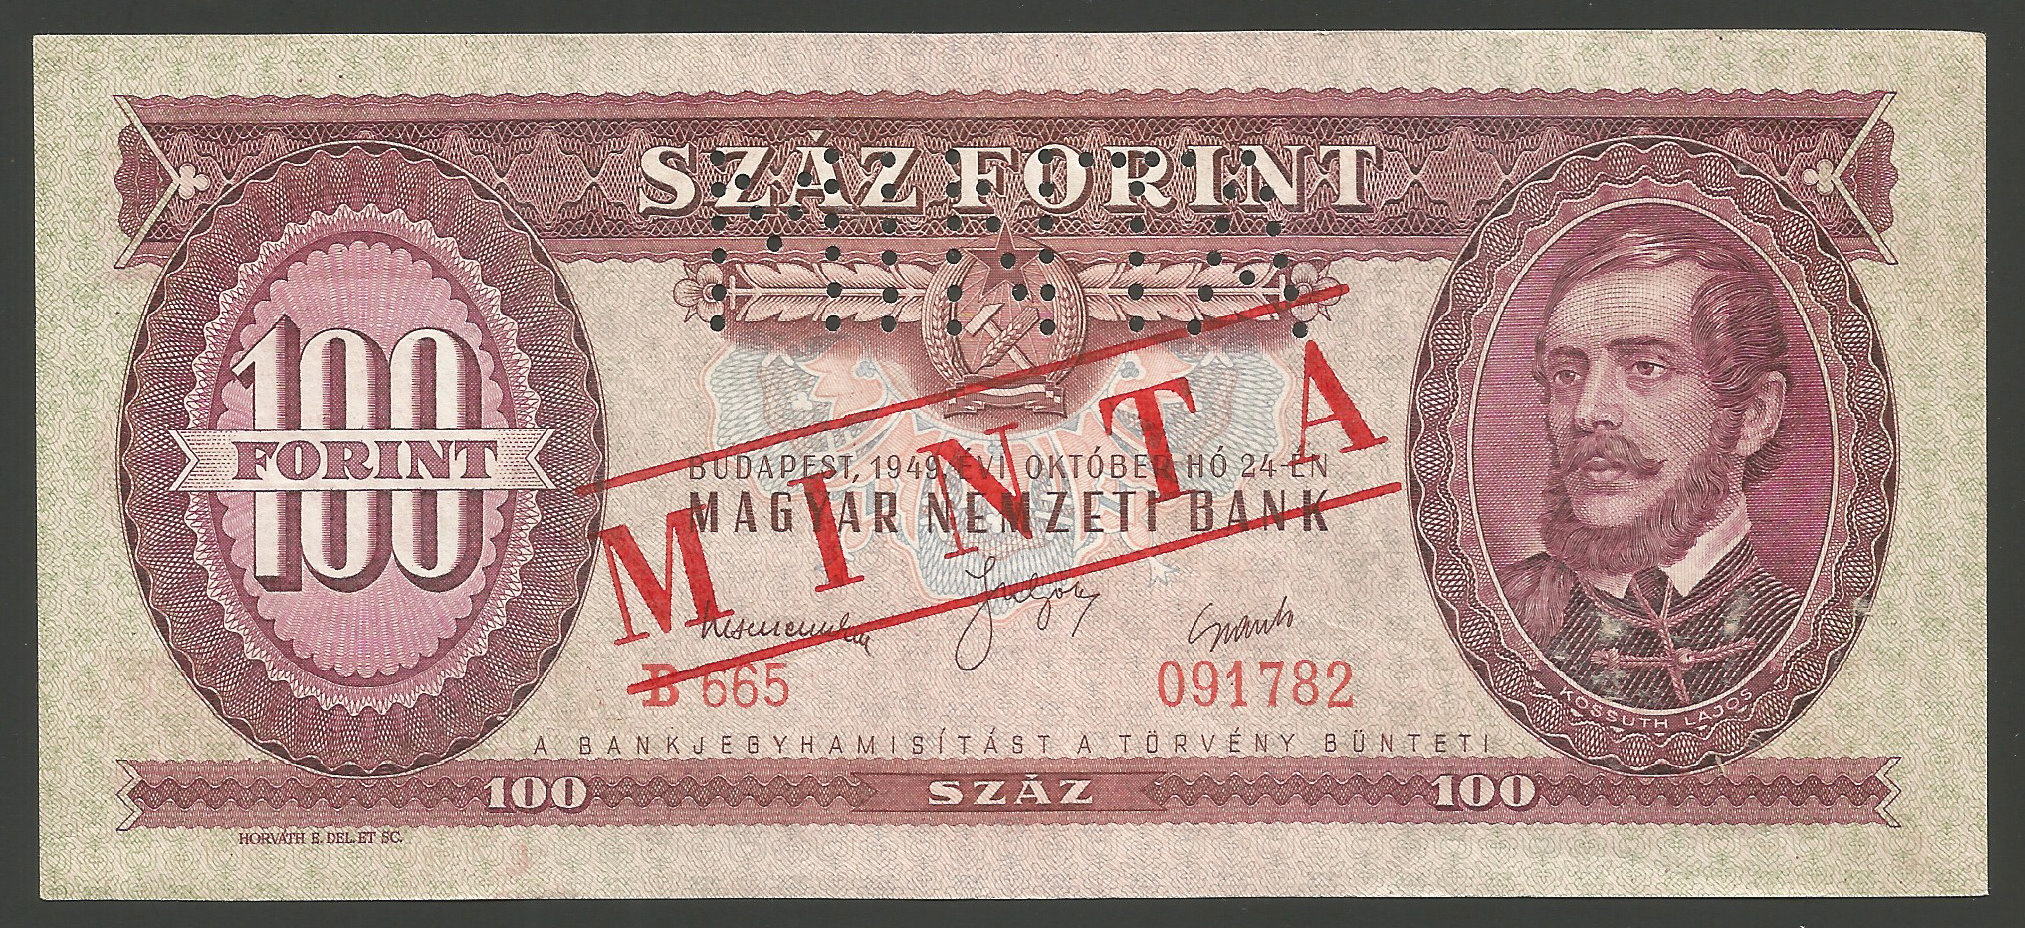 SZÁZ FORINT
MINTA
100
FORINT
BUDAPEST, 1949. ÉVI OKTÓBER HÓ 24-ÉN
MAGYAR NEMZETI BANK
MINTA
B 665
091782
KOSSUTH LAJOS
A BANKJEGYHAMISÍTÁST A TÖRVÉNY BÜNTETI
100 SZÁZ 100
HORVÁTH E. DEL. ET SC.